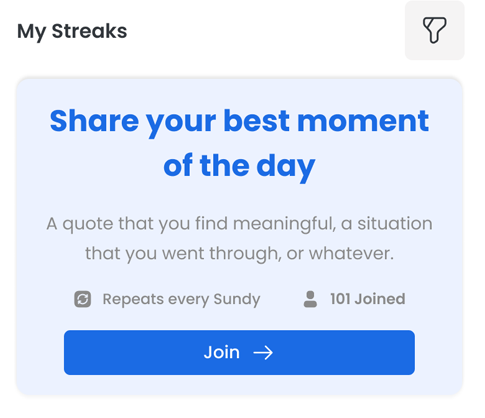 My Streaks
Share your best moment
of the day
A quote that you find meaningful, a situation
that you went through, or whatever.
Repeats every Sundy
101 Joined
Join